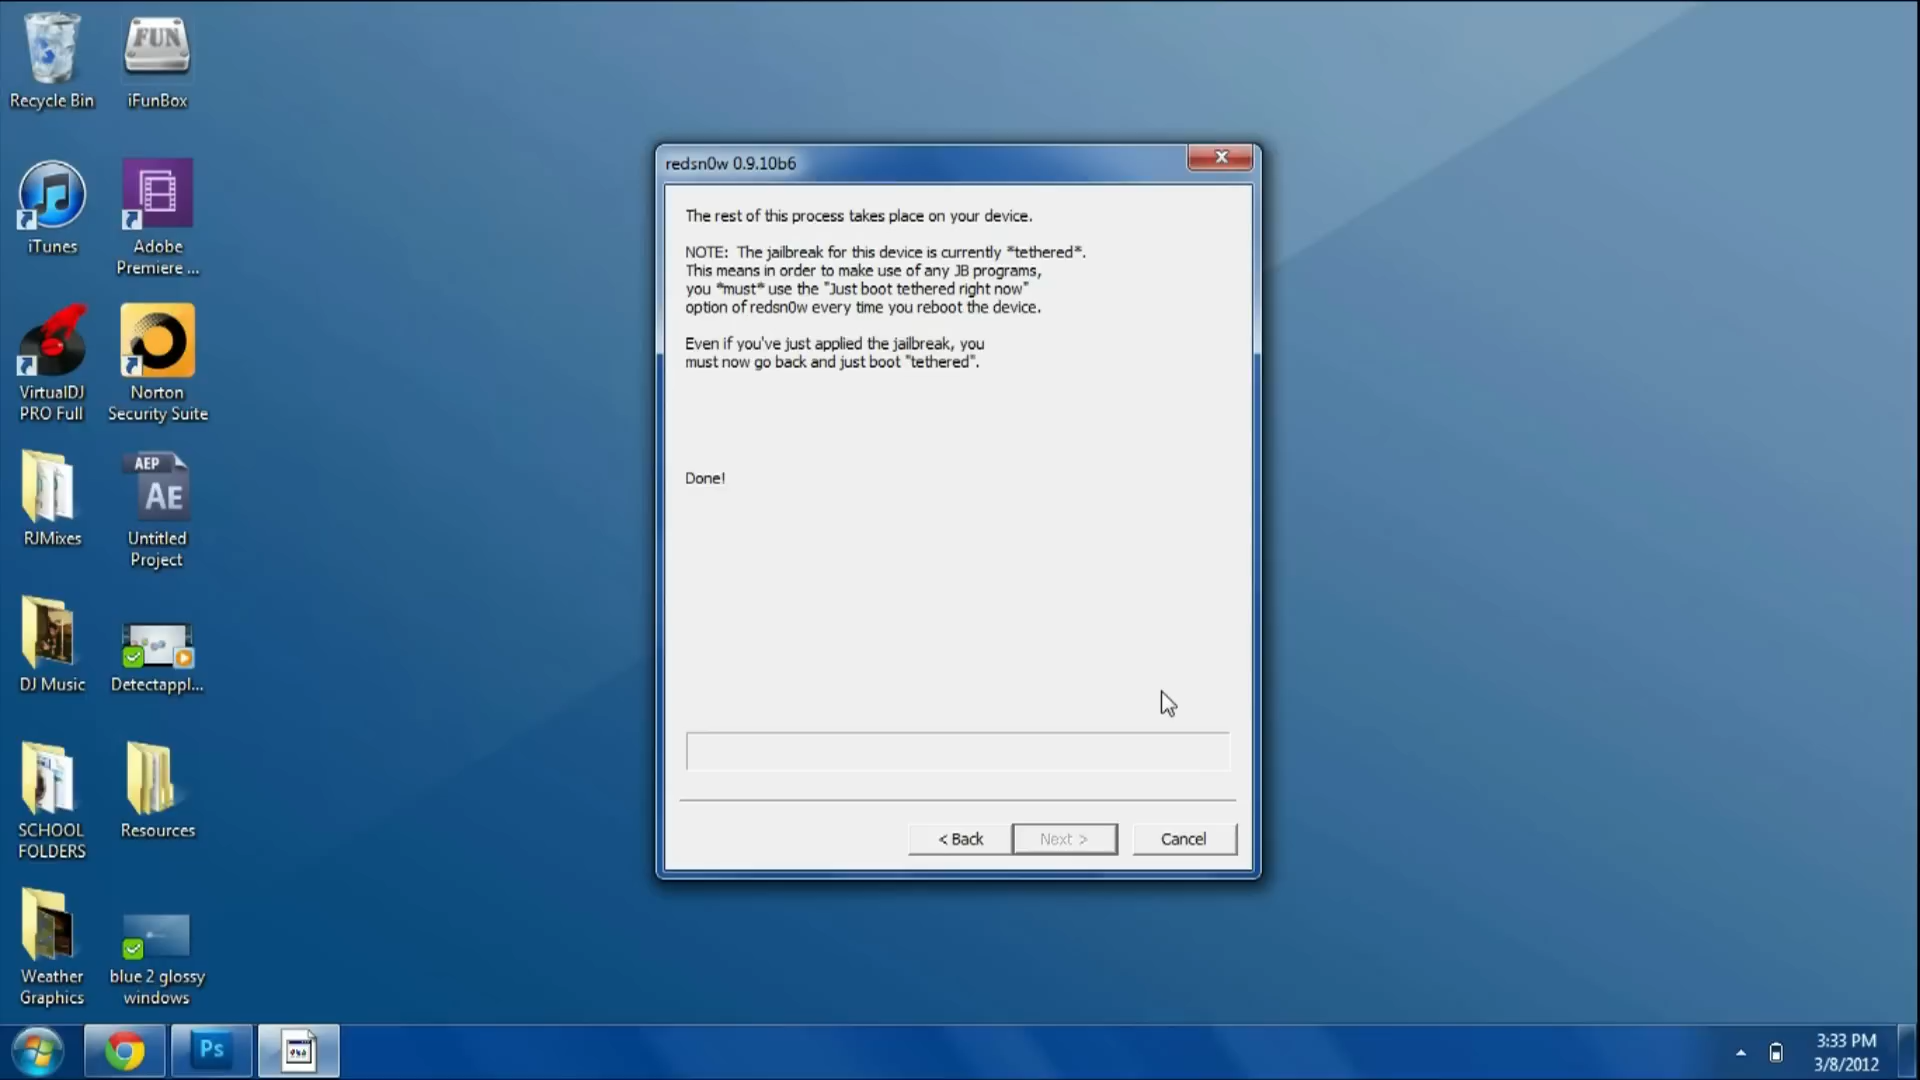 Recycle Bin
FUN
iFunBox
iTunes
Adobe
Premiere ...
VirtualDJ
PRO Full
Norton
Security Suite
RJMixes
AEP
AE
Untitled
Project
DJ Music
Detectappl...
SCHOOL
FOLDERS
Resources
Weather
Graphics
blue 2 glossy
windows
redsn0w 0.9.10b6
The rest of this process takes place on your device.
NOTE:  The jailbreak for this device is currently *tethered*.
This means in order to make use of any JB programs,
you *must* use the "Just boot tethered right now"
option of redsn0w every time you reboot the device.
Even if you've just applied the jailbreak, you
must now go back and just boot "tethered".
Done!
< Back
Next >
Cancel
Ps
3:33 PM
3/8/2012